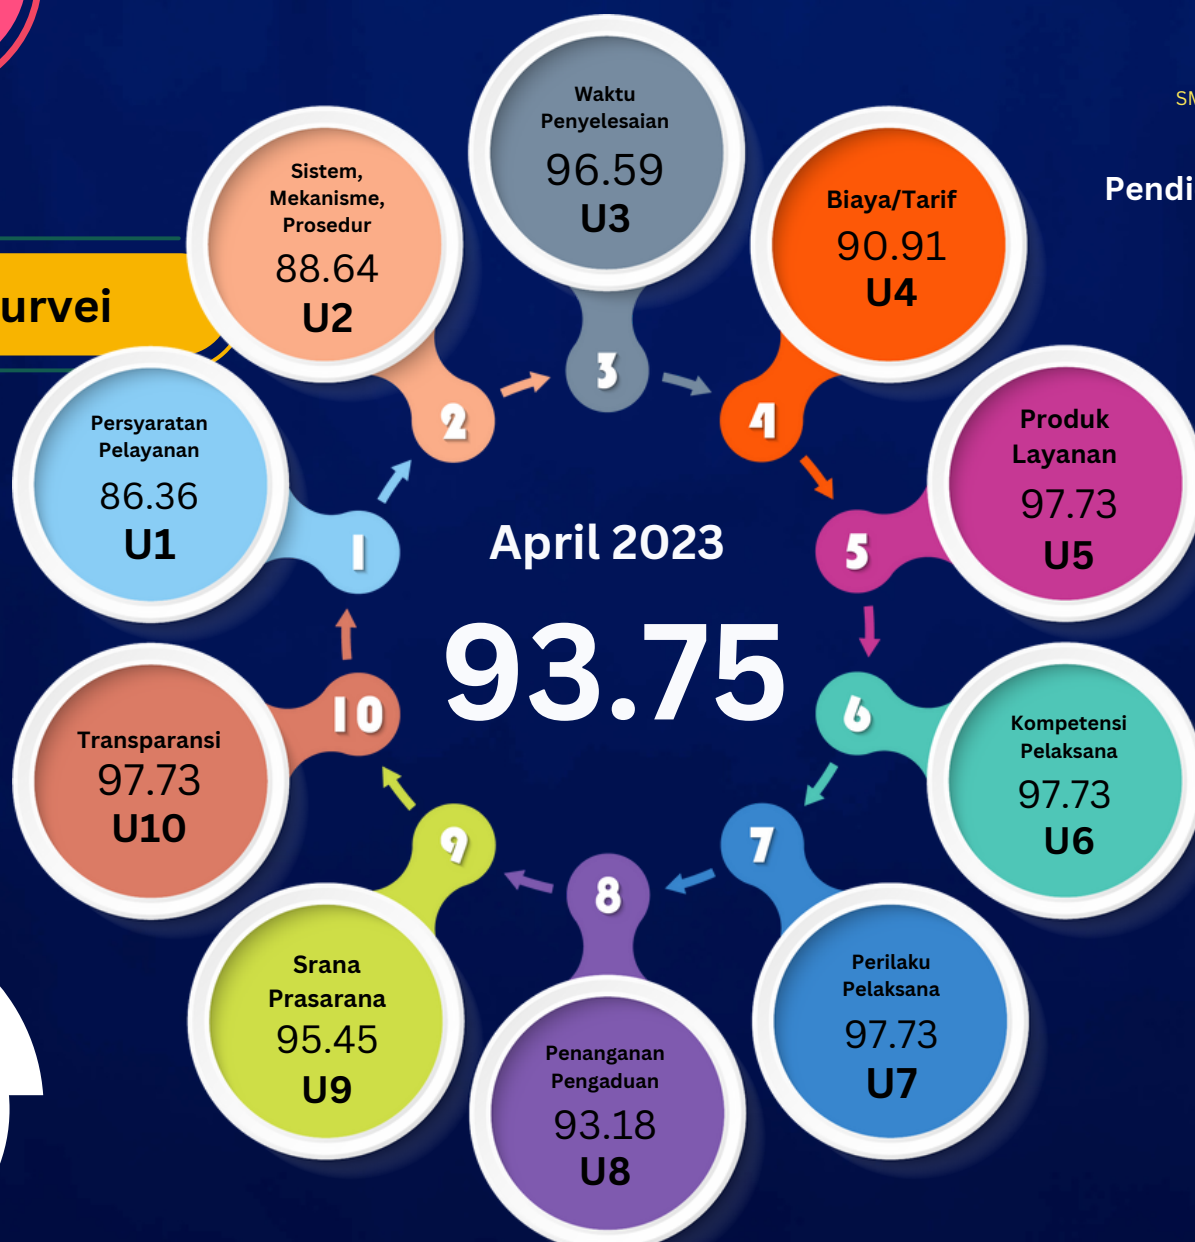 Waktu
Penyelesaian
96.59
U3
Sistem,
Mekanisme,
Prosedur
88.64
U2
Biaya/Tarif
90.91
U4
SM
Pendi
urvei
3
2
4
Persyaratan
Pelayanan
86.36
U1
Produk
Layanan
97.73
U5
1
April 2023
5
93.75
10
6
Transparansi
97.73
U10
Kompetensi
Pelaksana
97.73
U6
9
7
8
Srana
Prasarana
95.45
U9
Perilaku
Pelaksana
97.73
U7
Penanganan
Pengaduan
93.18
U8